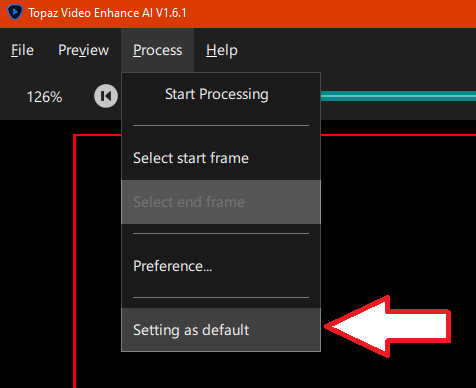 Topaz Video Enhance AI V1.6.1
File Preview Process Help
126%
Start Processing
Select start frame
Select end frame
Preference...
Setting as default